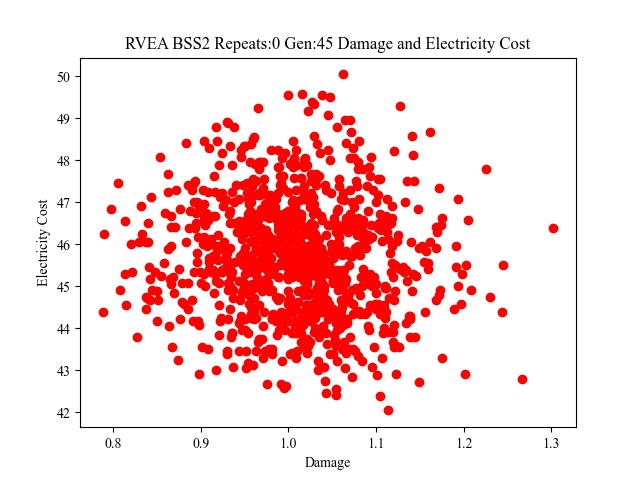 RVEA BSS2 Repeats:0 Gen:45 Damage and Electricity Cost
50
49
48
47
46
45
44
43
42
Electricity Cost
0.8 0.9 1.0 1.1 1.2 1.3
Damage